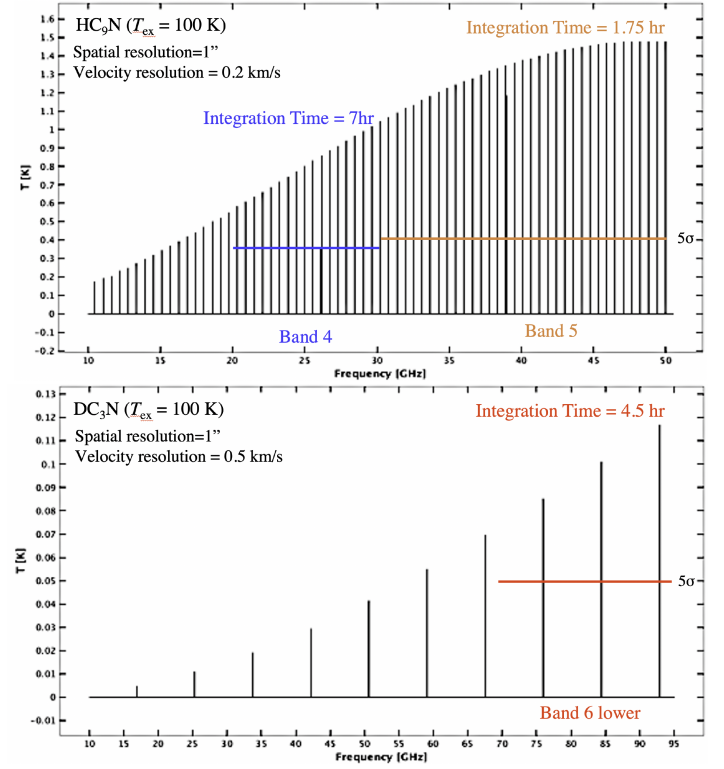 HC₉N (Tₑₓ = 100 K)
Integration Time = 1.75 hr
Spatial resolution=1”
Velocity resolution = 0.2 km/s
Integration Time = 7hr
1.6
1.5
1.4
1.3
1.2
1.1
1
0.9
0.8
0.7
0.6
0.5
0.4
0.3
0.2
0.1
0
-0.1
-0.2
T [K]
5σ
Band 4
Band 5
10 15 20 25 30 35 40 45 50
Frequency [GHz]
DC₃N (Tₑₓ = 100 K)
Integration Time = 4.5 hr
Spatial resolution=1”
Velocity resolution = 0.5 km/s
0.13
0.12
0.11
0.1
0.09
0.08
0.07
0.06
0.05
0.04
0.03
0.02
0.01
0
-0.01
T [K]
5σ
Band 6 lower
10 15 20 25 30 35 40 45 50 55 60 65 70 75 80 85 90 95
Frequency [GHz]